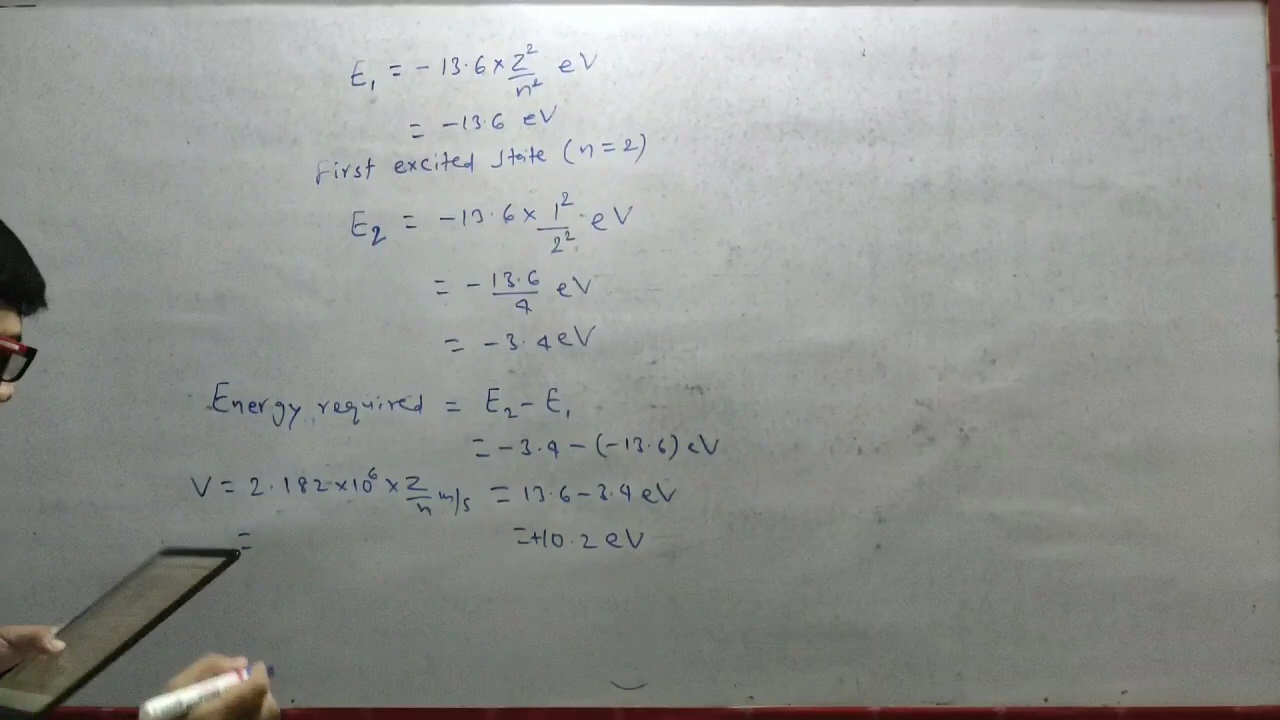 E₁ = -13.6 × Z²/n² eV
= -13.6 eV
First excited state (n=2)
E₂ = -13.6 × 1²/2² eV
= -13.6/4 eV
= -3.4 eV
Energy required = E₂ - E₁
= -3.4 - (-13.6) eV
V = 2.182 × 10⁶ × Z/n m/s = 13.6 - 3.4 eV
= =+10.2 eV